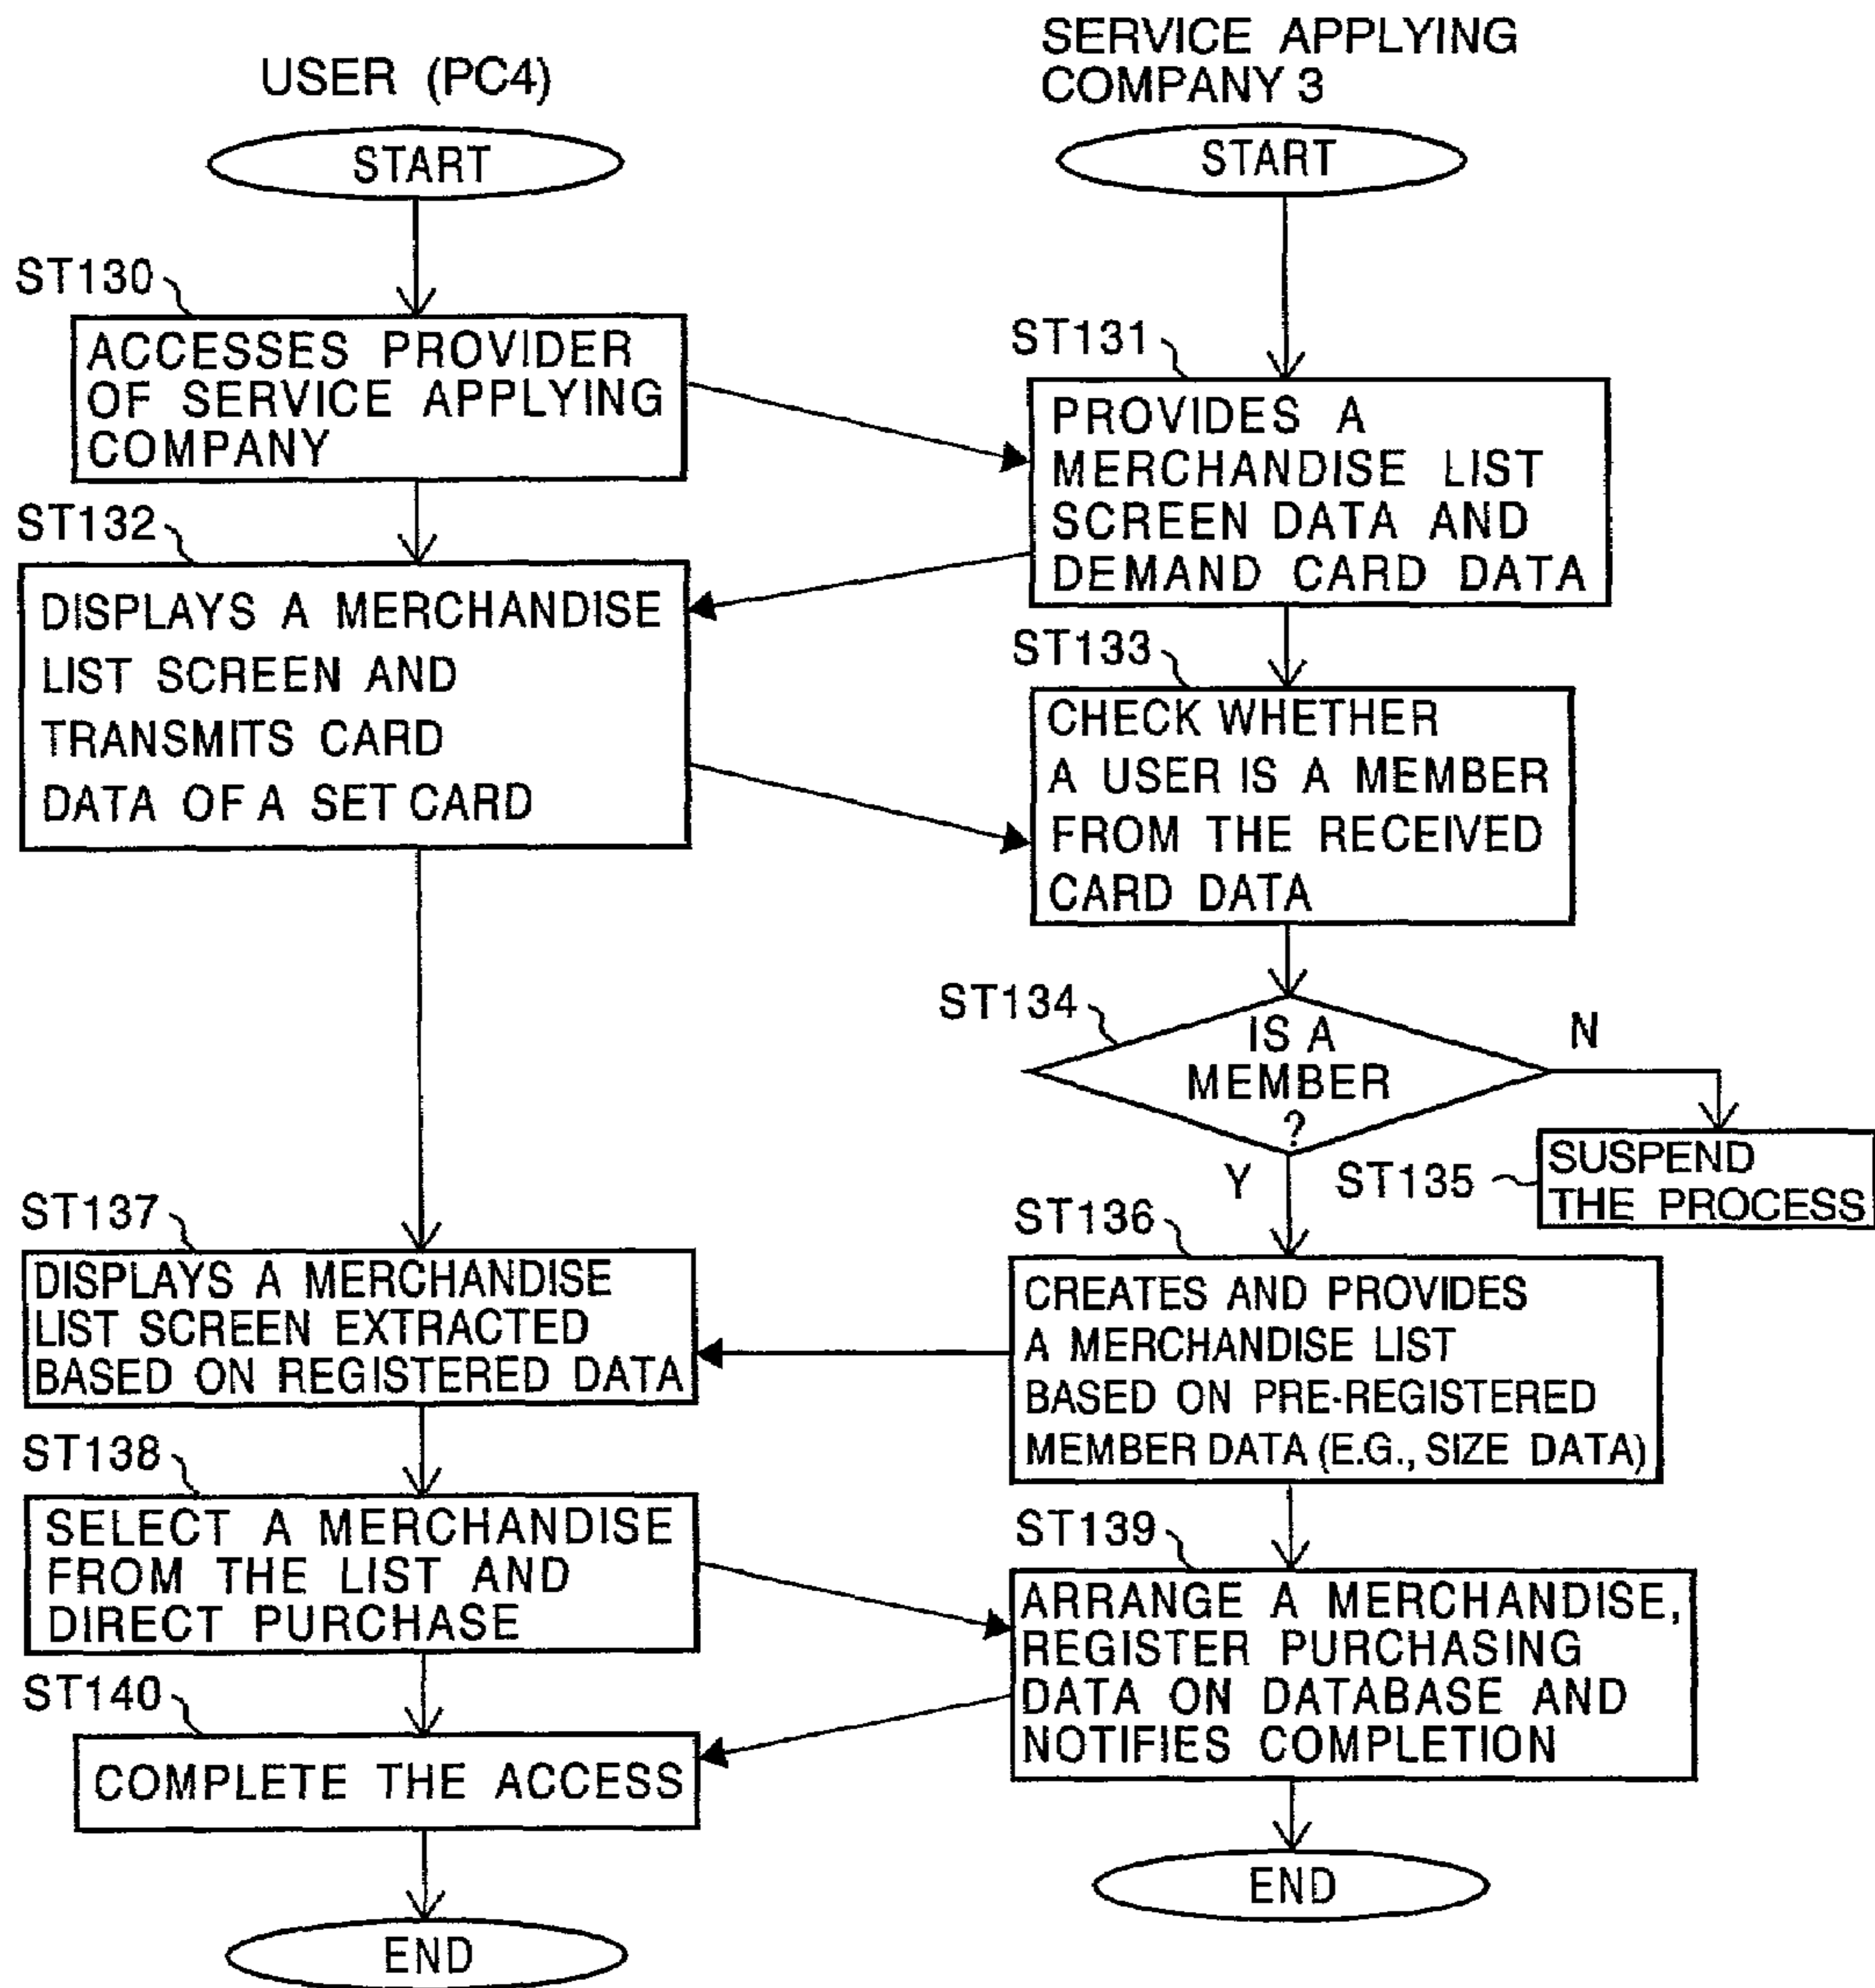 USER (PC4)
SERVICE APPLYING
COMPANY 3
START
START
ST130
ACCESSES PROVIDER
OF SERVICE APPLYING
COMPANY
ST131
PROVIDES A
MERCHANDISE LIST
SCREEN DATA AND
DEMAND CARD DATA
ST132
DISPLAYS A MERCHANDISE
LIST SCREEN AND
TRANSMITS CARD
DATA OF A SET CARD
ST133
CHECK WHETHER
A USER IS A MEMBER
FROM THE RECEIVED
CARD DATA
ST134
IS A
MEMBER
?
N
Y
ST135
SUSPEND
THE PROCESS
ST136
CREATES AND PROVIDES
A MERCHANDISE LIST
BASED ON PRE-REGISTERED
MEMBER DATA (E.G., SIZE DATA)
ST137
DISPLAYS A MERCHANDISE
LIST SCREEN EXTRACTED
BASED ON REGISTERED DATA
ST138
SELECT A MERCHANDISE
FROM THE LIST AND
DIRECT PURCHASE
ST139
ARRANGE A MERCHANDISE,
REGISTER PURCHASING
DATA ON DATABASE AND
NOTIFIES COMPLETION
ST140
COMPLETE THE ACCESS
END
END